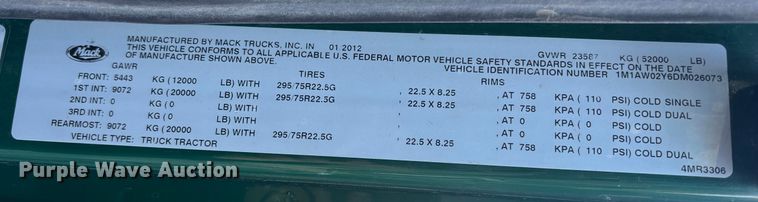 Mack
MANUFACTURED BY MACK TRUCKS, INC. IN 01 2012
GVWR 23587 KG (52000 LB)
THIS VEHICLE CONFORMS TO ALL APPLICABLE U.S. FEDERAL MOTOR VEHICLE SAFETY STANDARDS IN EFFECT ON THE DATE
OF MANUFACTURE SHOWN ABOVE. VEHICLE IDENTIFICATION NUMBER 1M1AW02Y6DM026073
GAWR TIRES RIMS
FRONT: 5443 KG (12000 LB) WITH 295/75R22.5G , 22.5 X 8.25 , AT 758 KPA ( 110 PSI) COLD SINGLE
1ST INT: 9072 KG (20000 LB) WITH 295/75R22.5G , 22.5 X 8.25 , AT 758 KPA ( 110 PSI) COLD DUAL
2ND INT: 0 KG ( 0 LB) WITH , , AT 0 KPA ( 0 PSI) COLD
3RD INT: 0 KG ( 0 LB) WITH , , AT 0 KPA ( 0 PSI) COLD
REARMOST: 9072 KG (20000 LB) WITH 295/75R22.5G , 22.5 X 8.25 , AT 758 KPA ( 110 PSI) COLD DUAL
VEHICLE TYPE: TRUCK TRACTOR
4MR3306
Purple Wave Auction